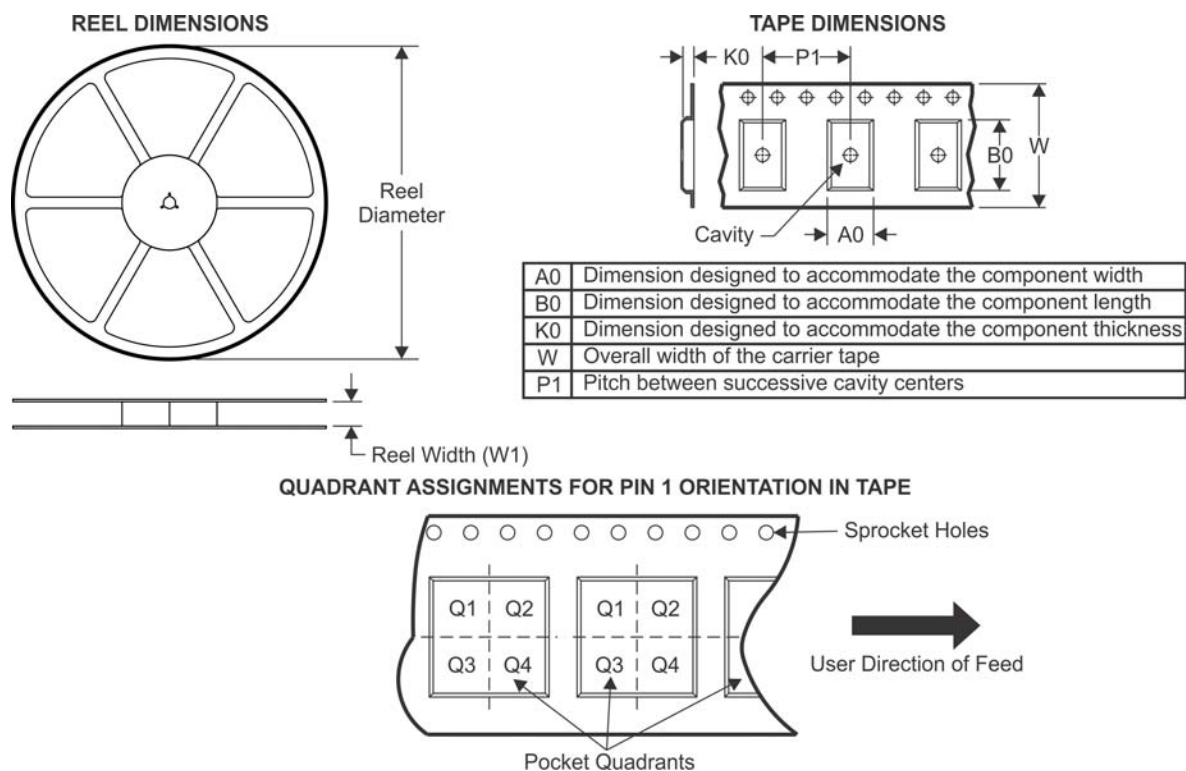 REEL DIMENSIONS
TAPE DIMENSIONS
K0
P1
B0
W
Reel
Diameter
Cavity
A0
A0 Dimension designed to accommodate the component width
B0 Dimension designed to accommodate the component length
K0 Dimension designed to accommodate the component thickness
W Overall width of the carrier tape
P1 Pitch between successive cavity centers
Reel Width (W1)
QUADRANT ASSIGNMENTS FOR PIN 1 ORIENTATION IN TAPE
Sprocket Holes
Q1 Q2 Q1 Q2
Q3 Q4 Q3 Q4
User Direction of Feed
Pocket Quadrants